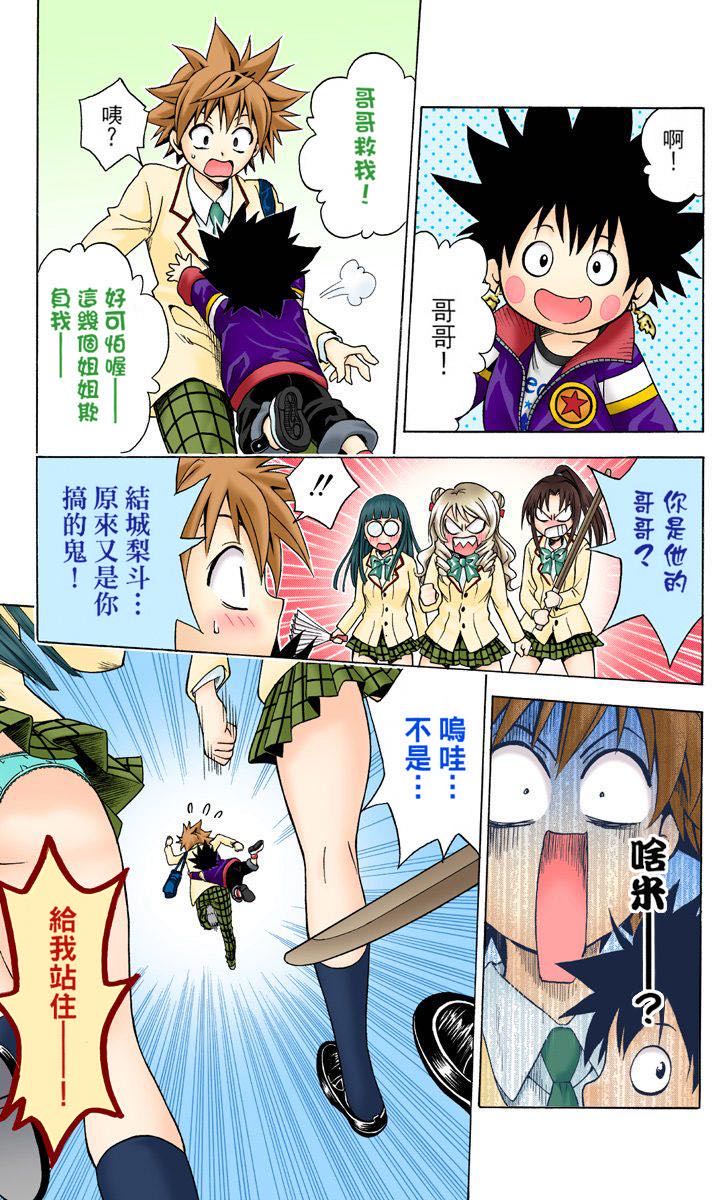 啊！
哥哥！
哥哥救我！
咦？
好可怕喔——
這幾個姐姐欺
負我——
你是他的
哥哥？
!!
結城梨斗…
原來又是你
搞的鬼！
啥米——？
嗚哇…
不是…
給我站住——！